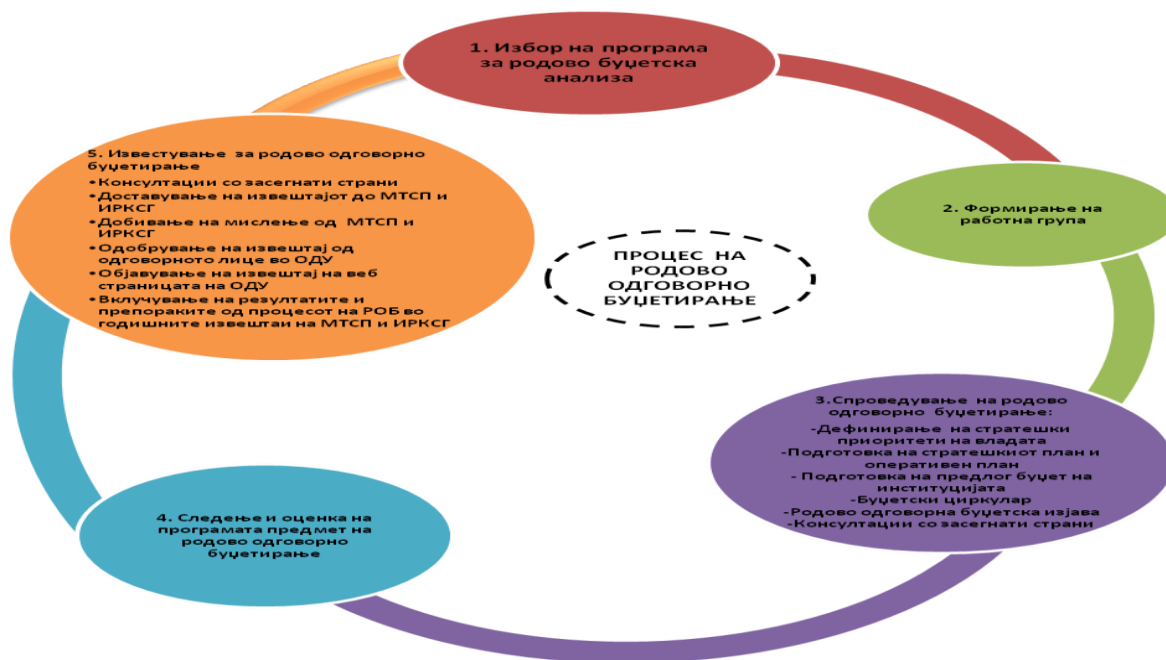 1. Избор на програма
за родово буџетска
анализа
2. Формирање на
работна група
3.Спроведување на родово
одговорно буџетирање:
-Дефинирање на стратешки
приоритети на владата
-Подготовка на стратешкиот план и
оперативен план
- Подготовка на предлог буџет на
институцијата
-Буџетски циркулар
-Родово одговорна буџетска изјава
-Консултации со засегнати страни
4. Следење и оценка на
програмата предмет на
родово одговорно
буџетирање
5. Известување за родово одговорно
буџетирање
•Консултации со засегнати страни
•Доставување на извештајот до МТСП и
ИРКСГ
•Добивање на мислење од МТСП и
ИРКСГ
•Одобрување на извештај од
одговорното лице во ОДУ
•Објавување на извештај на веб
страницата на ОДУ
•Вклучување на резултатите и
препораките од процесот на РОБ во
годишните извештаи на МТСП и ИРКСГ
ПРОЦЕС НА
РОДОВО
ОДГОВОРНО
БУЏЕТИРАЊЕ